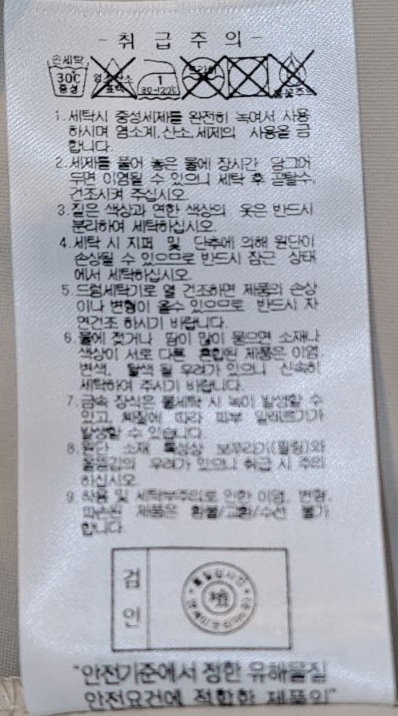 - 취 급 주 의 -
손세탁
30℃
중성
염소산소
표백
1
80~120℃
드라이
1. 세탁시 중성세제를 완전히 녹여서 사용
하시며 염소계,산소,세제의 사용을 금
합니다.
2. 세제를 풀어 놓은 물에 장시간 담그어
두면 이염될 수 있으니 세탁 후 곧탈수,
건조시켜 주십시오.
3. 짙은 색상과 연한 색상의 옷은 반드시
분리하여 세탁하십시오.
4. 세탁 시 지퍼 및 단추에 의해 원단이
손상될 수 있으므로 반드시 잠근 상태
에서 세탁하십시오.
5. 드럼세탁기로 열 건조하면 제품의 손상
이나 변형이 올수 있으므로 반드시 자
연건조 하시기 바랍니다.
6. 물에 젖거나 땀이 많이 묻으면 소재나
색상이 서로 다른 혼합된 제품은 이염,
변색, 탈색 될 우려가 있으니 신속히
세탁하여 주시기 바랍니다.
7. 금속 장식은 물세탁 시 녹이 발생할 수
있고, 체질에 따라 피부 알레르기가
발생할 수 있습니다.
8. 원단 소재 특성상 보푸라기(필링)와
올뜯김의 우려가 있으니 취급 시 주의
하십시오.
9. 착용 및 세탁부주의로 인한 이염, 변형,
파손된 제품은 환불/교환/수선 불가
합니다.
검
인
"안전기준에서 정한 유해물질
안전요건에 적합한 제품임"